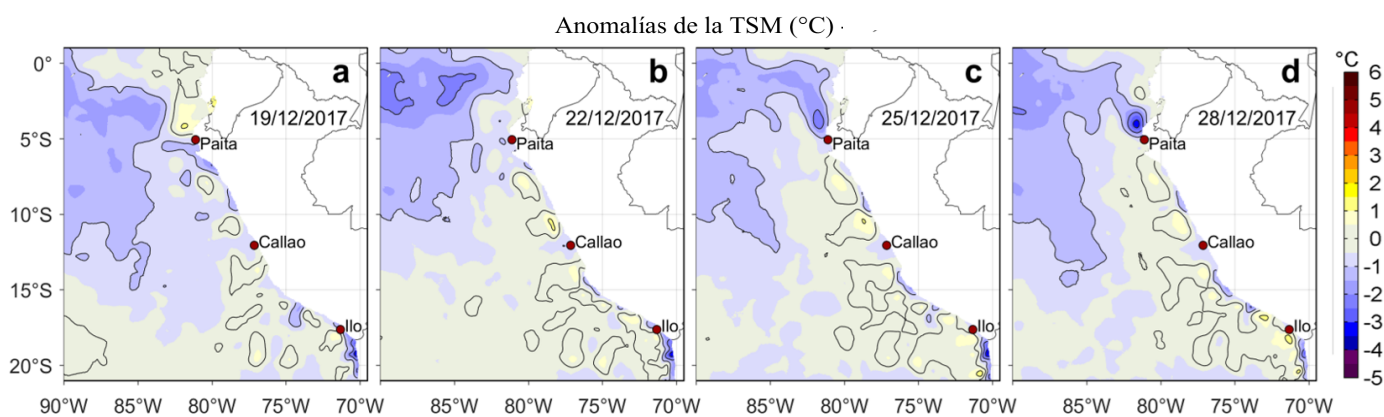 Anomalías de la TSM (°C)
a
b
c
d
°C
19/12/2017
22/12/2017
25/12/2017
28/12/2017
Paita
Paita
Paita
Paita
Callao
Callao
Callao
Callao
Ilo
Ilo
Ilo
Ilo
0°
5°S
10°S
15°S
20°S
90°W 85°W 80°W 75°W 70°W 85°W 80°W 75°W 70°W 85°W 80°W 75°W 70°W 85°W 80°W 75°W 70°W
6
5
4
3
2
1
0
-1
-2
-3
-4
-5